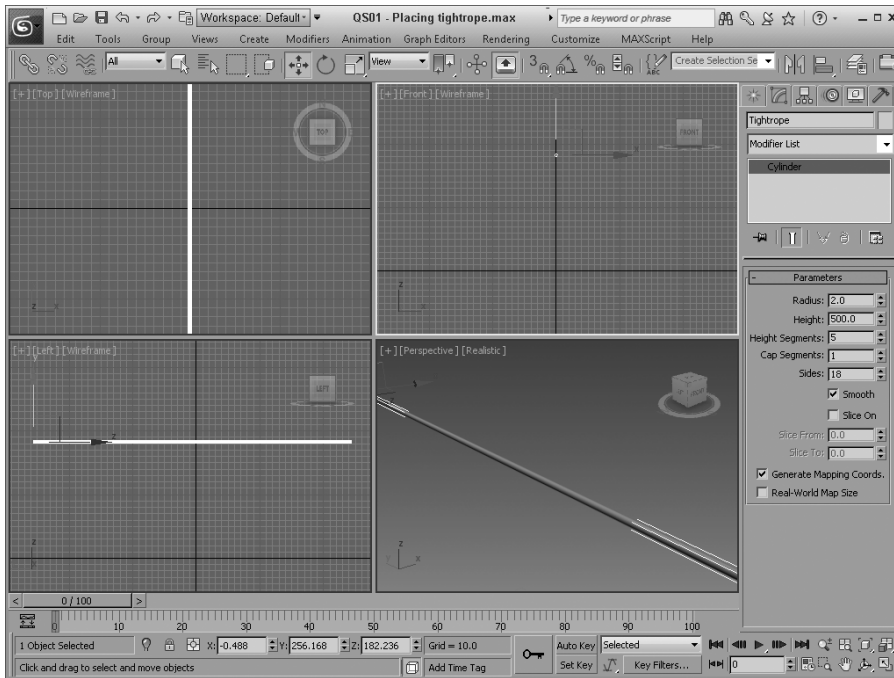 Workspace: Default
QS01 - Placing tightrope.max
Type a keyword or phrase
Edit Tools Group Views Create Modifiers Animation Graph Editors Rendering Customize MAXScript Help
All
View
3
%
ABC
Create Selection Se
[+][Top][Wireframe]
TOP
[+][Front][Wireframe]
FRONT
Tightrope
Modifier List
Cylinder
z x
z x
[+][Left][Wireframe]
LEFT
[+][Perspective][Realistic]
- Parameters
Radius: 2.0
Height: 500.0
Height Segments: 5
Cap Segments: 1
Sides: 18
Smooth
Slice On
Slice From: 0.0
Slice To: 0.0
Generate Mapping Coords.
Real-World Map Size
z
z x
< 0 / 100 >
0 10 20 30 40 50 60 70 80 90 100
1 Object Selected X: -0.488 Y: 256.168 Z: 182.236 Grid = 10.0 Auto Key Selected
Click and drag to select and move objects Add Time Tag Set Key Key Filters... 0